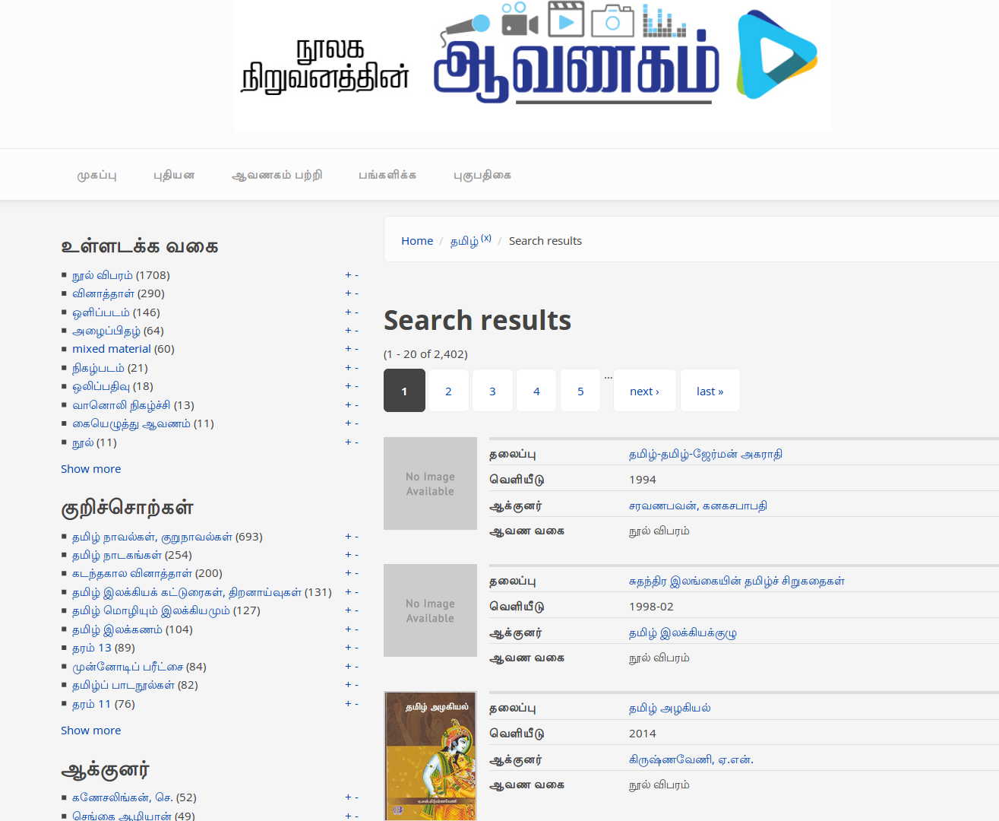 நூலக
நிறுவனத்தின்
ஆவணகம்
முகப்பு புதியன ஆவணகம் பற்றி பங்களிக்க புகுபதிகை
உள்ளடக்க வகை
நூல் விபரம் (1708) + -
வினாத்தாள் (290) + -
ஒளிப்படம் (146) + -
அழைப்பிதழ் (64) + -
mixed material (60) + -
நிகழ்படம் (21) + -
ஒலிப்பதிவு (18) + -
வானொலி நிகழ்ச்சி (13) + -
கையெழுத்து ஆவணம் (11) + -
நூல் (11) + -
Show more
குறிச்சொற்கள்
தமிழ் நாவல்கள், குறுநாவல்கள் (693) + -
தமிழ் நாடகங்கள் (254) + -
கடந்தகால வினாத்தாள் (200) + -
தமிழ் இலக்கியக் கட்டுரைகள், திறனாய்வுகள் (131) + -
தமிழ் மொழியும் இலக்கியமும் (127) + -
தமிழ் இலக்கணம் (104) + -
தரம் 13 (89) + -
முன்னோடிப் பரீட்சை (84) + -
தமிழ்ப் பாடநூல்கள் (82) + -
தரம் 11 (76) + -
Show more
ஆக்குனர்
கணேசலிங்கன், செ. (52) + -
செங்கை ஆழியான் (49) + -
Home / தமிழ் (x) / Search results
Search results
(1 - 20 of 2,402)
1 2 3 4 5 ... next › last »
No Image
Available
தலைப்பு தமிழ்-தமிழ்-ஜேர்மன் அகராதி
வெளியீடு 1994
ஆக்குனர் சரவணபவன், கனகசபாபதி
ஆவண வகை நூல் விபரம்
No Image
Available
தலைப்பு சுதந்திர இலங்கையின் தமிழ்ச் சிறுகதைகள்
வெளியீடு 1998-02
ஆக்குனர் தமிழ் இலக்கியக்குழு
ஆவண வகை நூல் விபரம்
தமிழ் அழகியல்
ஏ.என்.கிருஷ்ணவேணி
தலைப்பு தமிழ் அழகியல்
வெளியீடு 2014
ஆக்குனர் கிருஷ்ணவேணி, ஏ.என்.
ஆவண வகை நூல் விபரம்